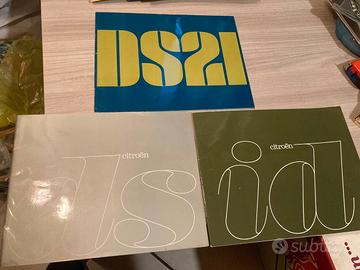 DS21
citroën
ds
citroën
id
subito